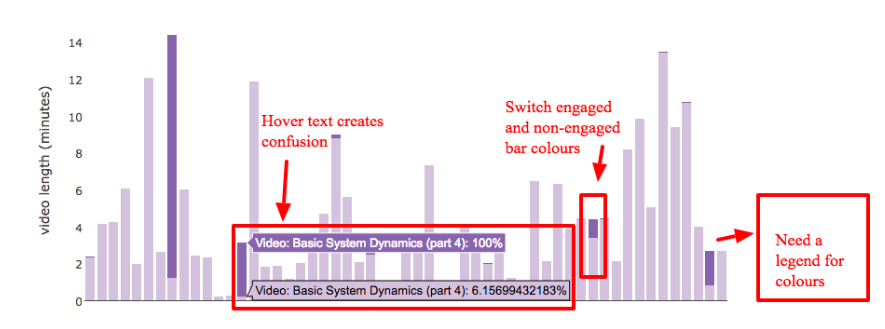 14
12
10
8
6
4
2
0
video length (minutes)
Hover text creates
confusion
Switch engaged
and non-engaged
bar colours
Video: Basic System Dynamics (part 4): 100%
Video: Basic System Dynamics (part 4): 6.15699432183%
Need a
legend for
colours